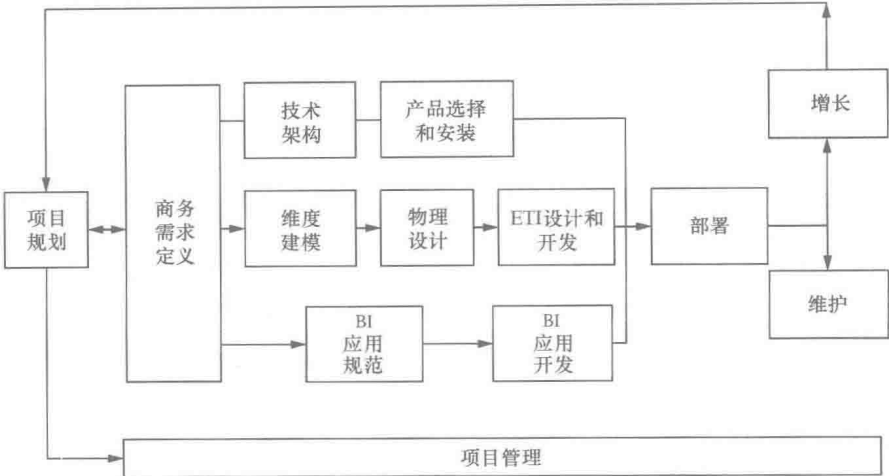 增长
技术
架构
产品选择
和安装
项目
规划
商务
需求
定义
维度
建模
物理
设计
ETI设计和
开发
部署
维护
BI
应用
规范
BI
应用
开发
项目管理